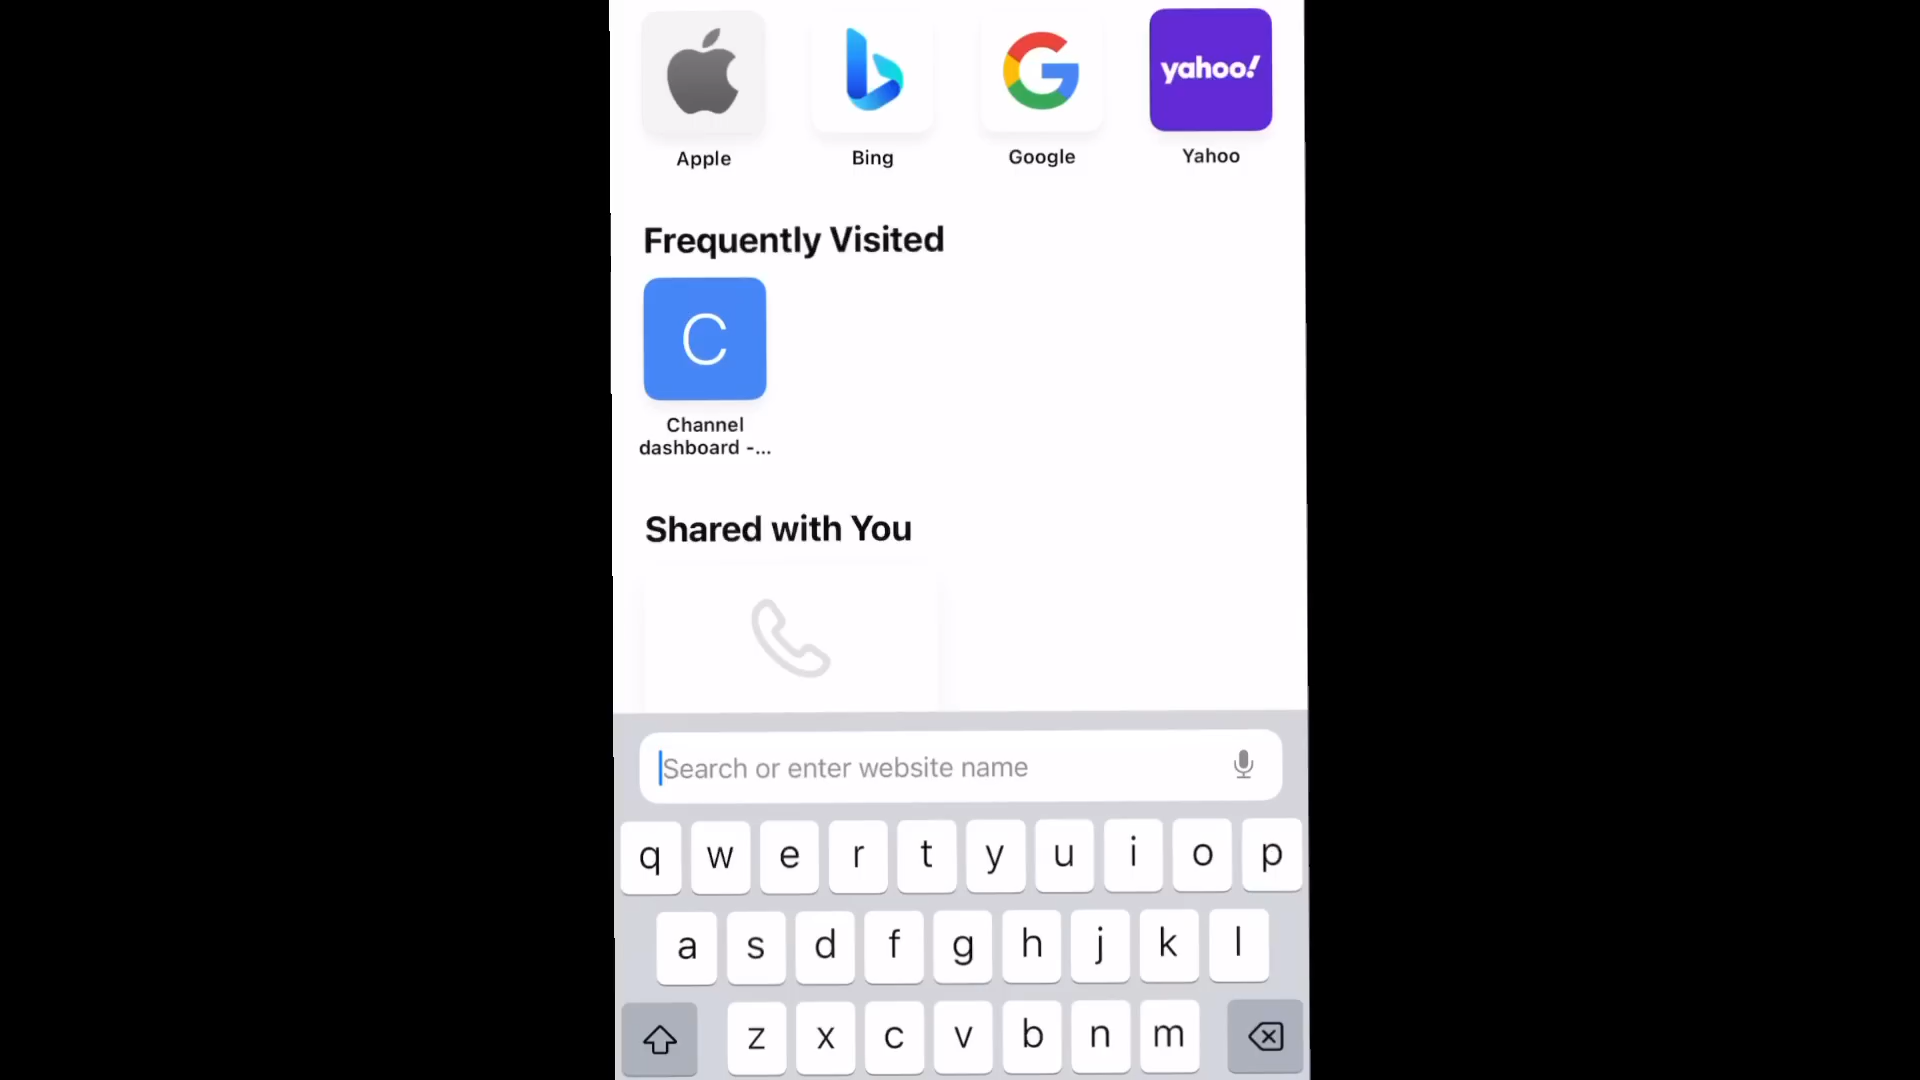 yahoo!
Apple Bing Google Yahoo
Frequently Visited
C
Channel
dashboard -...
Shared with You
Search or enter website name
q w e r t y u i o p
a s d f g h j k l
z x c v b n m